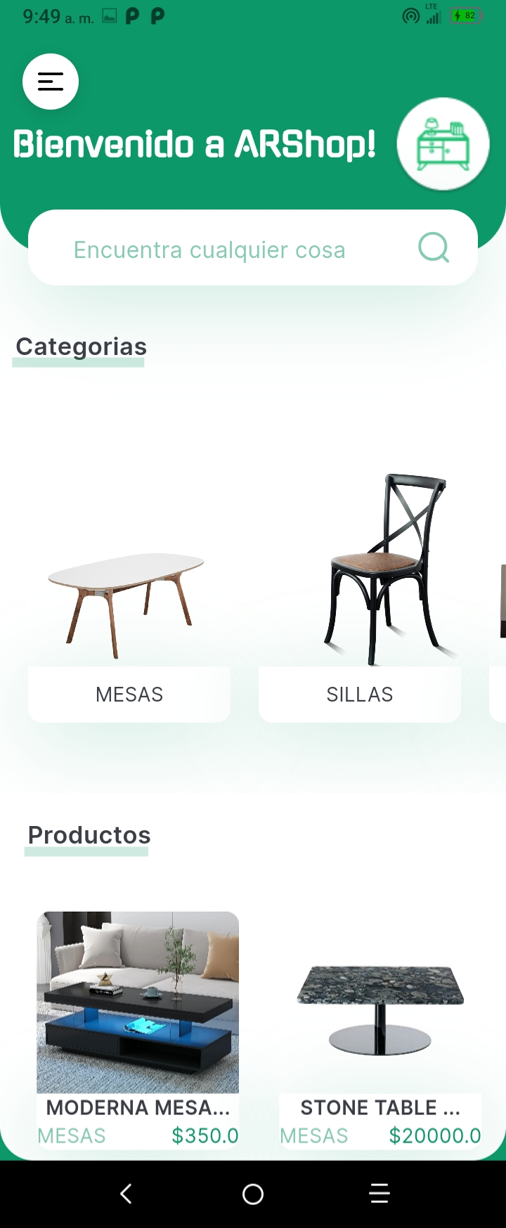 9:49 a. m.
LTE
82
Bienvenido a ARShop!
Encuentra cualquier cosa
Categorias
MESAS
SILLAS
Productos
MODERNA MESA...
STONE TABLE ...
MESAS
$350.0
MESAS
$20000.0